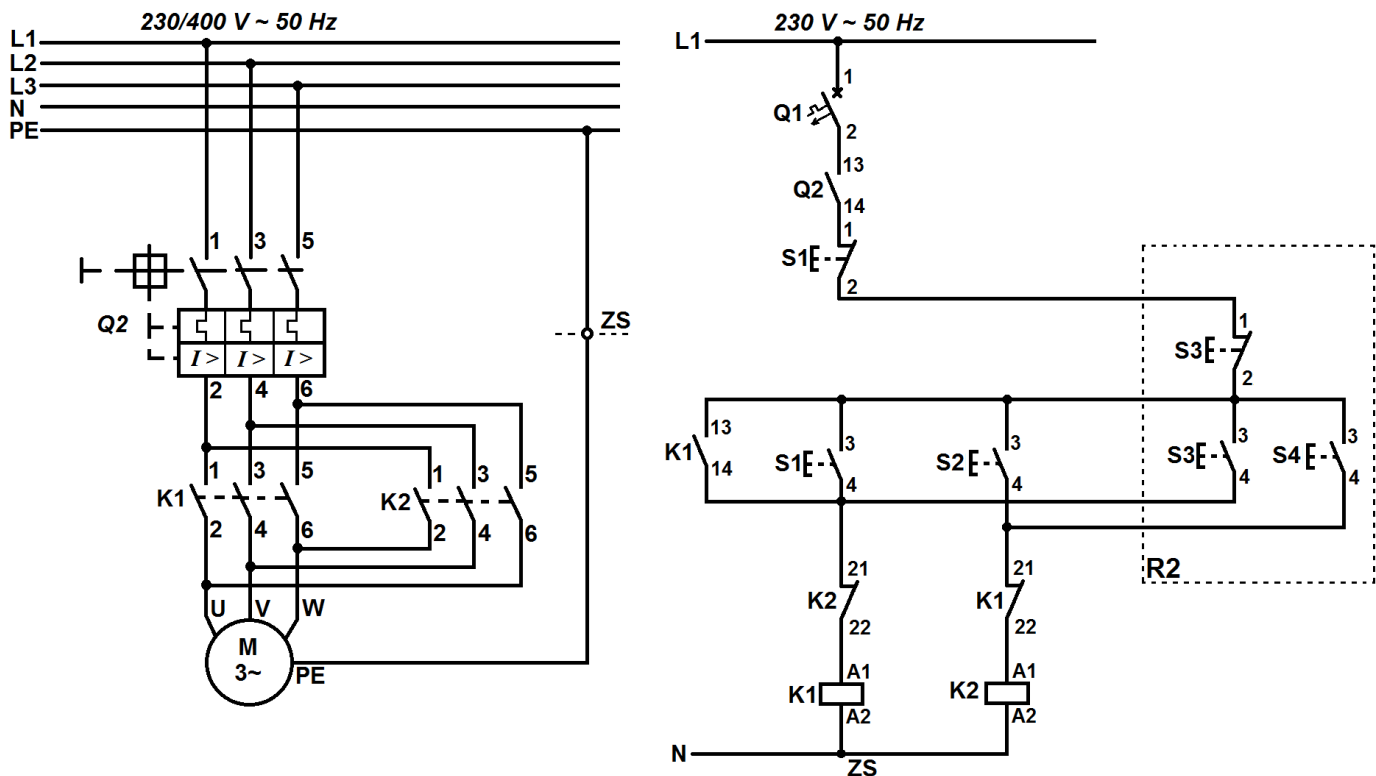 230/400 V ~ 50 Hz
L1
L2
L3
N
PE
1 3 5
Q2
I > I > I >
2 4 6
ZS
1 3 5
K1
2 4 6
1 3 5
K2
2 4 6
U V W
M
3~
PE
230 V ~ 50 Hz
L1
1
Q1
2
13
Q2
14
1
S1
2
1
S3
2
13
K1
14
3
S1
4
3
S2
4
3
S3
4
3
S4
4
R2
21
K2
22
21
K1
22
A1
K1
A2
A1
K2
A2
N
ZS